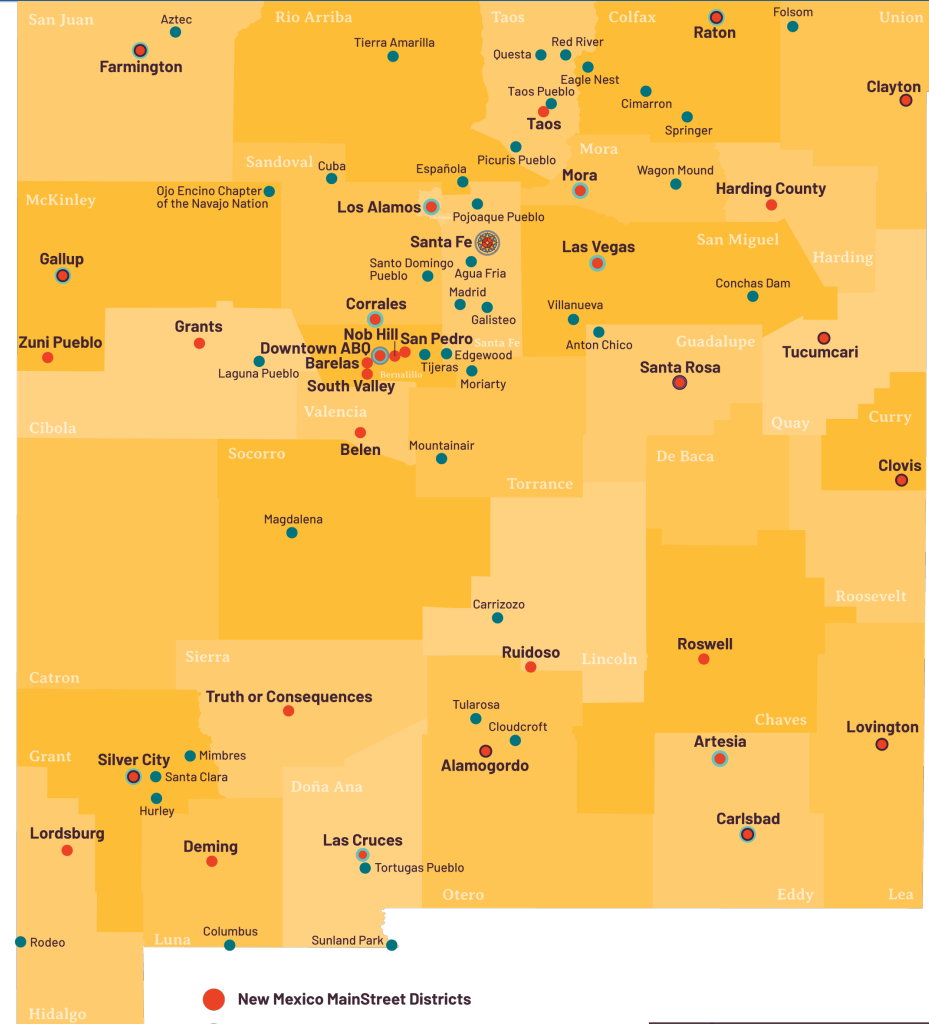 San Juan
Aztec
Rio Arriba
Taos
Colfax
Folsom
Union
Farmington
Tierra Amarilla
Questa
Red River
Raton
Eagle Nest
Clayton
Taos Pueblo
Cimarron
Taos
Springer
Sandoval
Cuba
Española
Picuris Pueblo
Mora
McKinley
Ojo Encino Chapter
of the Navajo Nation
Mora
Wagon Mound
Harding County
Los Alamos
Pojoaque Pueblo
Gallup
Santa Fe
Las Vegas
San Miguel
Harding
Santo Domingo
Pueblo
Agua Fria
Conchas Dam
Madrid
Corrales
Galisteo
Villanueva
Grants
Nob Hill
San Pedro
Santa Fe
Anton Chico
Guadalupe
Zuni Pueblo
Downtown ABQ
Edgewood
Tucumcari
Laguna Pueblo
Barelas
Bernalillo
Tijeras
Santa Rosa
South Valley
Moriarty
Cibola
Valencia
Quay
Curry
Belen
Mountainair
Socorro
De Baca
Clovis
Torrance
Magdalena
Carrizozo
Roosevelt
Sierra
Ruidoso
Lincoln
Roswell
Catron
Truth or Consequences
Tularosa
Chaves
Grant
Mimbres
Cloudcroft
Artesia
Lovington
Silver City
Santa Clara
Alamogordo
Doña Ana
Hurley
Lordsburg
Deming
Las Cruces
Carlsbad
Tortugas Pueblo
Otero
Eddy
Lea
Rodeo
Luna
Columbus
Sunland Park
Hidalgo
New Mexico MainStreet Districts